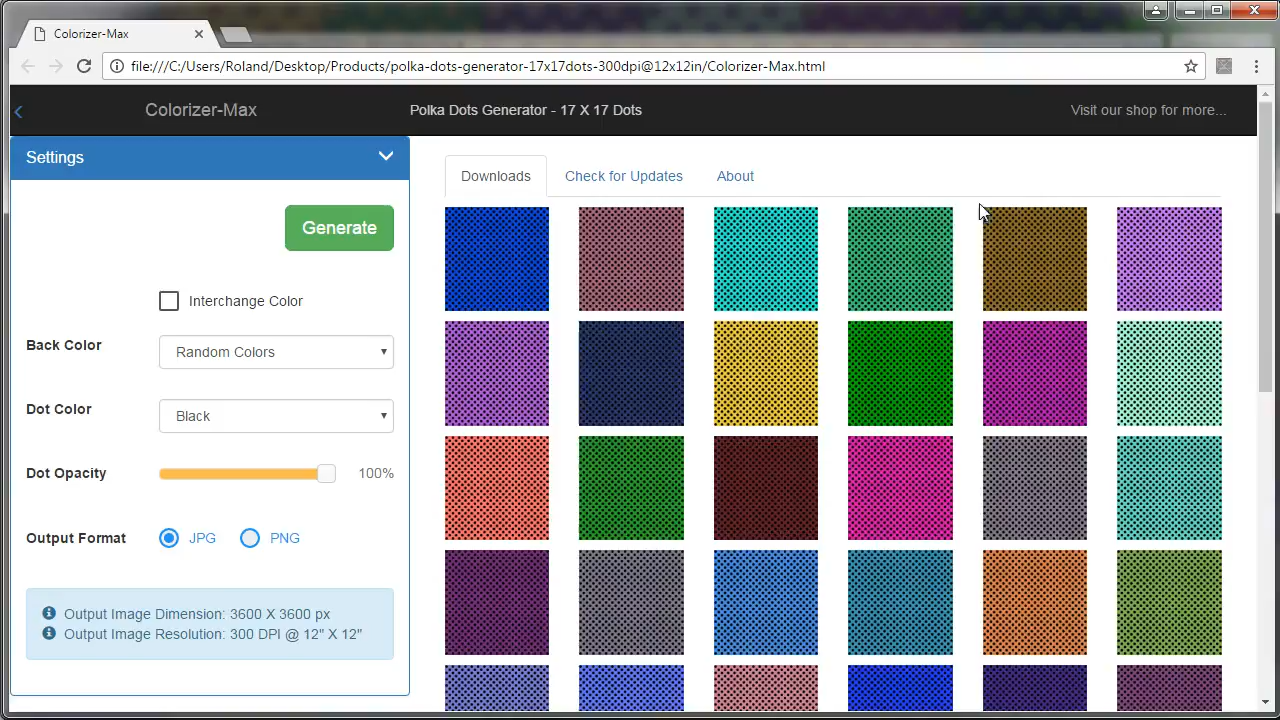 Colorizer-Max
file:///C:/Users/Roland/Desktop/Products/polka-dots-generator-17x17dots-300dpi@12x12in/Colorizer-Max.html
Colorizer-Max
Polka Dots Generator - 17 X 17 Dots
Visit our shop for more...
Settings
Downloads
Check for Updates
About
Generate
Interchange Color
Back Color
Random Colors
Dot Color
Black
Dot Opacity
100%
Output Format
JPG
PNG
Output Image Dimension: 3600 X 3600 px
Output Image Resolution: 300 DPI @ 12" X 12"